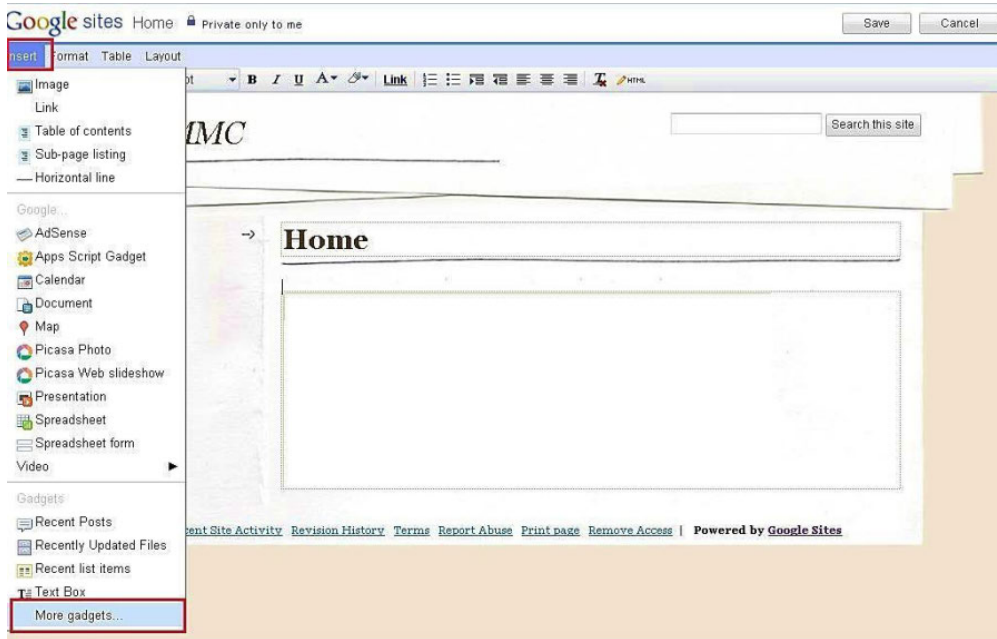 Google sites Home Private only to me Save Cancel
nsert Format Table Layout
pt B I U A Link HTML
Image
Link
Table of contents
Sub-page listing
Horizontal line
MMC
Search this site
Google...
AdSense
Apps Script Gadget
Calendar
Document
Map
Picasa Photo
Picasa Web slideshow
Presentation
Spreadsheet
Spreadsheet form
Video
Home
Gadgets
Recent Posts
Recently Updated Files
Recent list items
Text Box
More gadgets...
cent Site Activity Revision History Terms Report Abuse Print page Remove Access | Powered by Google Sites